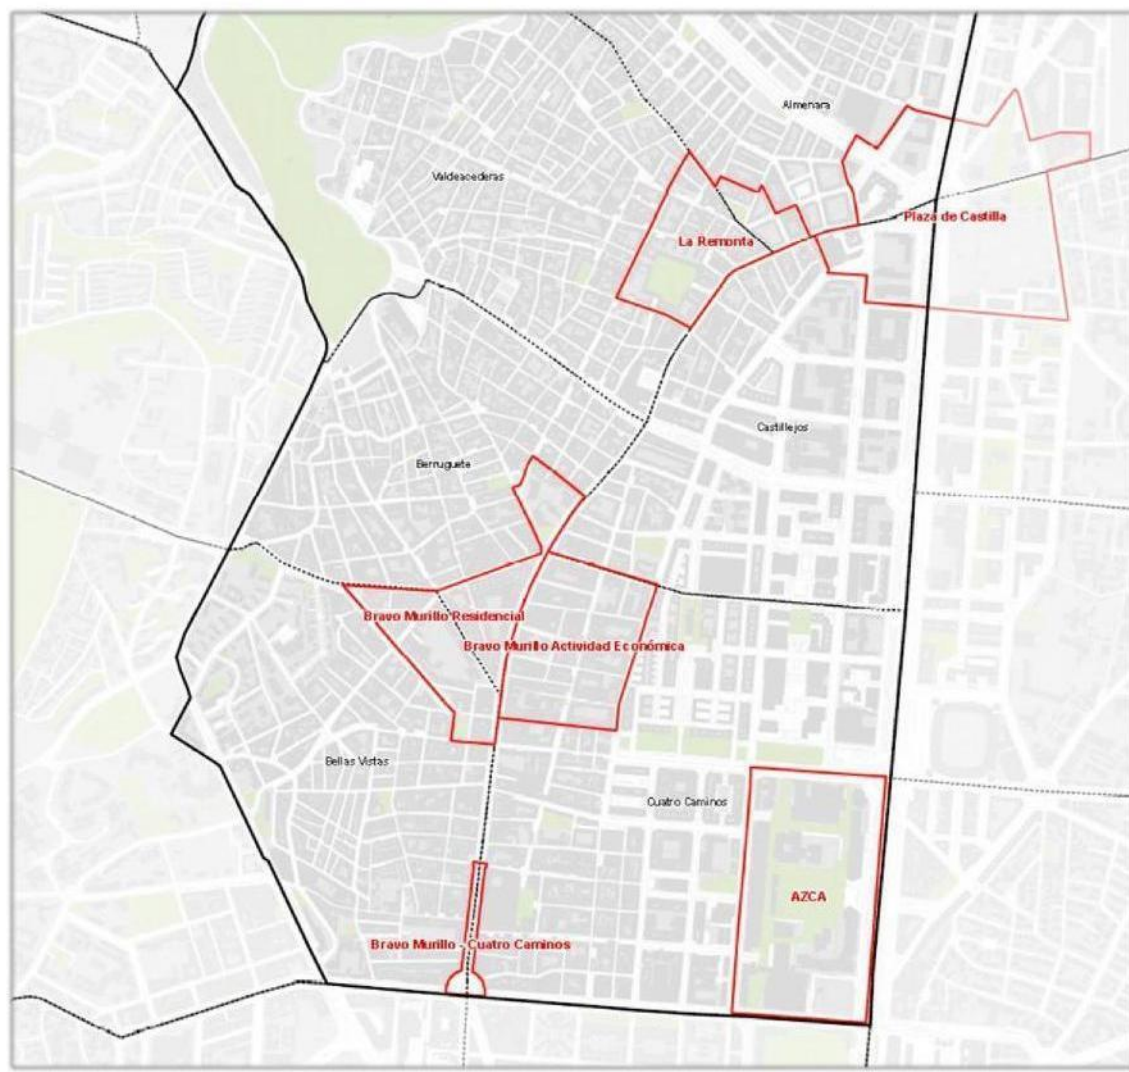 Almenara
Valdeacederas
Plaza de Castilla
La Remonta
Castillejos
Berruguete
Bravo Murillo Residencial
Bravo Murillo Actividad Económica
Bellas Vistas
Cuatro Caminos
AZCA
Bravo Murillo - Cuatro Caminos